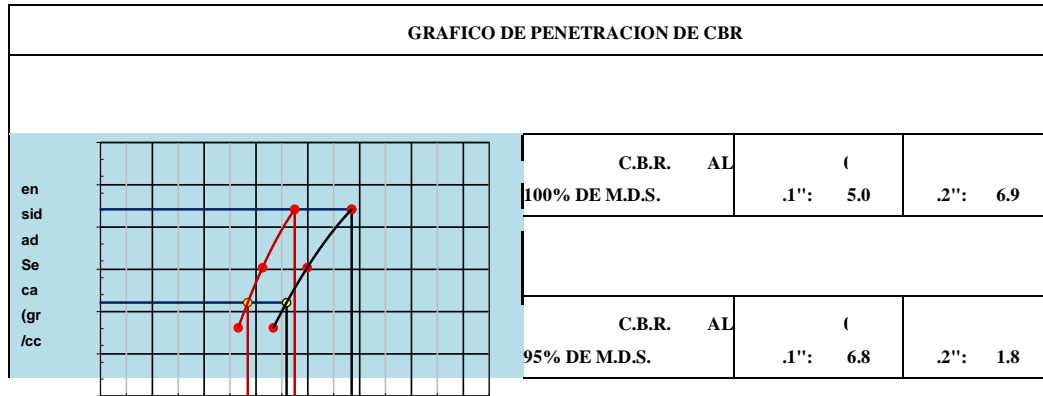 GRAFICO DE PENETRACION DE CBR
en
sid
ad
Se
ca
(gr
/cc
C.B.R. AL
100% DE M.D.S. .1": 5.0 .2": 6.9
C.B.R. AL
95% DE M.D.S. .1": 6.8 .2": 1.8